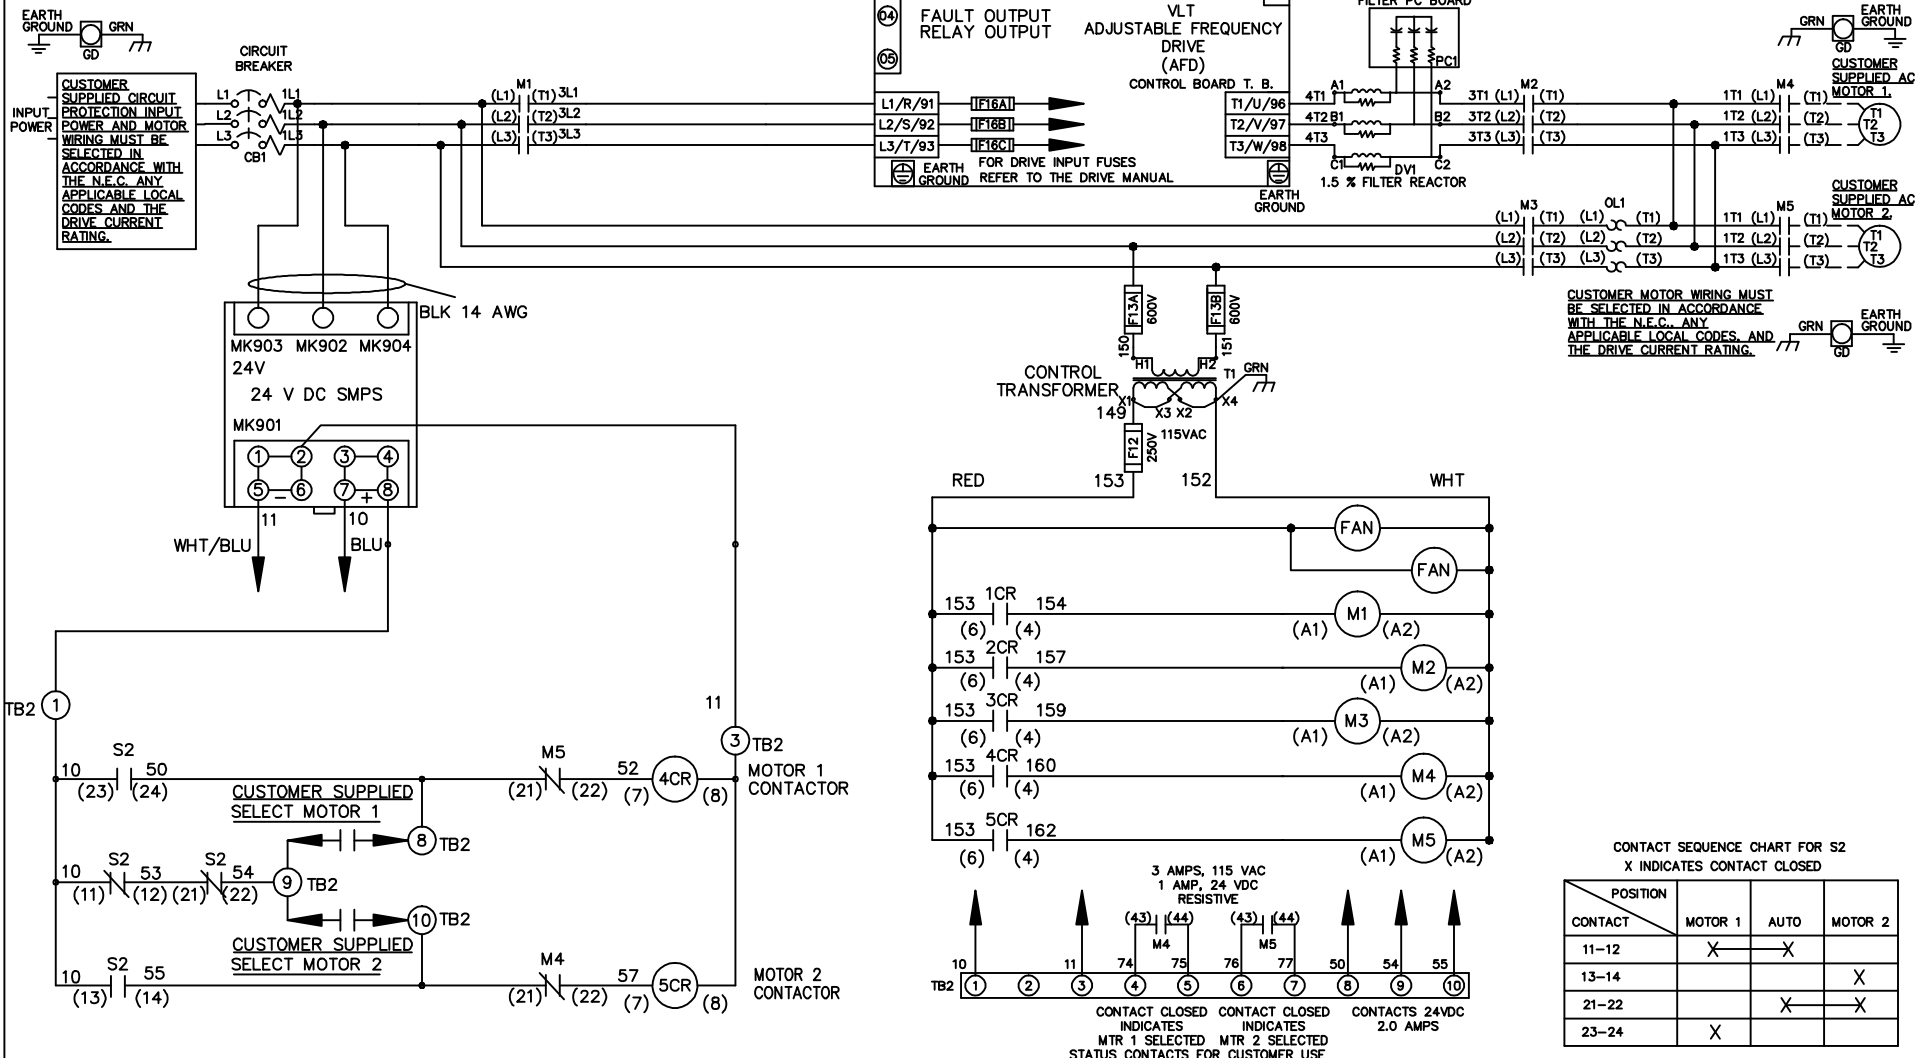 EARTH
GROUND
GRN
GD
CUSTOMER
SUPPLIED CIRCUIT
PROTECTION INPUT
POWER AND MOTOR
WIRING MUST BE
SELECTED IN
ACCORDANCE WITH
THE N.E.C. ANY
APPLICABLE LOCAL
CODES AND THE
DRIVE CURRENT
RATING.
INPUT
POWER
CIRCUIT
BREAKER
L1 1L1
L2 1L2
L3 1L3
CB1
M1
(L1) (T1) 3L1
(L2) (T2) 3L2
(L3) (T3) 3L3
04
05
FAULT OUTPUT
RELAY OUTPUT
VLT
ADJUSTABLE FREQUENCY
DRIVE
(AFD)
CONTROL BOARD T. B.
L1/R/91 F16A T1/U/96
L2/S/92 F16B T2/V/97
L3/T/93 F16C T3/W/98
EARTH
GROUND
FOR DRIVE INPUT FUSES
REFER TO THE DRIVE MANUAL
EARTH
GROUND
FILTER PC BOARD
PC1
4T1 A1 A2
4T2 B1 B2
4T3 C1 C2
DV1
1.5 % FILTER REACTOR
M2
3T1 (L1) (T1)
3T2 (L2) (T2)
3T3 (L3) (T3)
M4
1T1 (L1) (T1)
1T2 (L2) (T2)
1T3 (L3) (T3)
GRN
GD
EARTH
GROUND
CUSTOMER
SUPPLIED AC
MOTOR 1.
T1
T2
T3
M3
(L1) (T1)
(L2) (T2)
(L3) (T3)
OL1
(L1) (T1)
(L2) (T2)
(L3) (T3)
M5
1T1 (L1) (T1)
1T2 (L2) (T2)
1T3 (L3) (T3)
CUSTOMER
SUPPLIED AC
MOTOR 2.
T1
T2
T3
CUSTOMER MOTOR WIRING MUST
BE SELECTED IN ACCORDANCE
WITH THE N.E.C., ANY
APPLICABLE LOCAL CODES, AND
THE DRIVE CURRENT RATING.
GRN
GD
EARTH
GROUND
BLK 14 AWG
MK903 MK902 MK904
24V
24 V DC SMPS
MK901
1 2 3 4
5 6 7 8
- +
11 10
WHT/BLU BLU
F13A
600V
F13B
600V
150 151
H1 H2
CONTROL
TRANSFORMER
T1
GRN
X1 X3 X2 X4
149
F12
250V
115VAC
153 152
RED WHT
FAN
FAN
153 1CR 154 M1
(6) (4) (A1) (A2)
153 2CR 157 M2
(6) (4) (A1) (A2)
153 3CR 159 M3
(6) (4) (A1) (A2)
153 4CR 160 M4
(6) (4) (A1) (A2)
153 5CR 162 M5
(6) (4) (A1) (A2)
TB2 1
11
3 TB2
10 S2 50
(23) (24)
M5
(21) (22)
52 4CR
(7) (8)
MOTOR 1
CONTACTOR
CUSTOMER SUPPLIED
SELECT MOTOR 1
8 TB2
10 S2 53 S2 54
(11) (12) (21) (22)
9 TB2
10 TB2
CUSTOMER SUPPLIED
SELECT MOTOR 2
10 S2 55
(13) (14)
M4
(21) (22)
57 5CR
(7) (8)
MOTOR 2
CONTACTOR
3 AMPS, 115 VAC
1 AMP, 24 VDC
RESISTIVE
(43) (44) (43) (44)
M4 M5
10 11 74 75 76 77 50 54 55
TB2 1 2 3 4 5 6 7 8 9 10
CONTACT CLOSED
INDICATES
MTR 1 SELECTED
CONTACT CLOSED
INDICATES
MTR 2 SELECTED
STATUS CONTACTS FOR CUSTOMER USE
CONTACTS 24VDC
2.0 AMPS
CONTACT SEQUENCE CHART FOR S2
X INDICATES CONTACT CLOSED
POSITION
CONTACT MOTOR 1 AUTO MOTOR 2
11-12 X X
13-14 X
21-22 X X
23-24 X